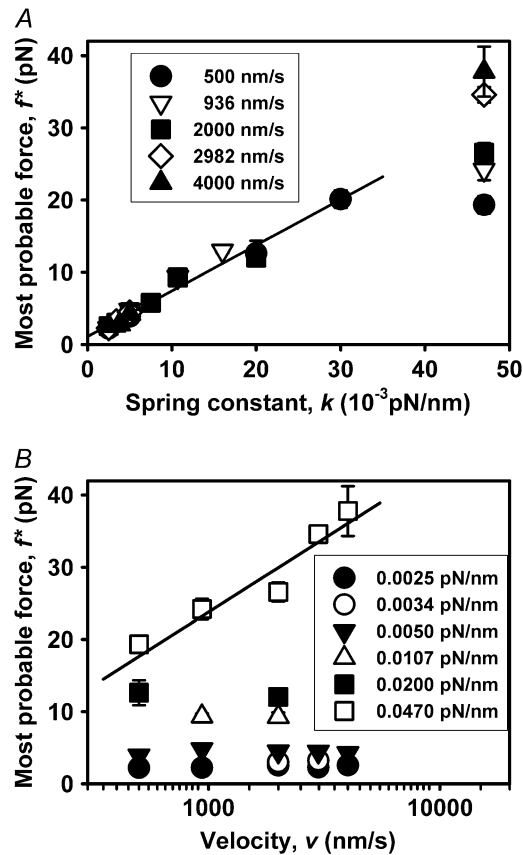 A
Most probable force, f* (pN)
40
30
20
10
0
500 nm/s
936 nm/s
2000 nm/s
2982 nm/s
4000 nm/s
0 10 20 30 40 50
Spring constant, k (10⁻³pN/nm)
B
Most probable force, f* (pN)
40
30
20
10
0
0.0025 pN/nm
0.0034 pN/nm
0.0050 pN/nm
0.0107 pN/nm
0.0200 pN/nm
0.0470 pN/nm
1000 10000
Velocity, v (nm/s)